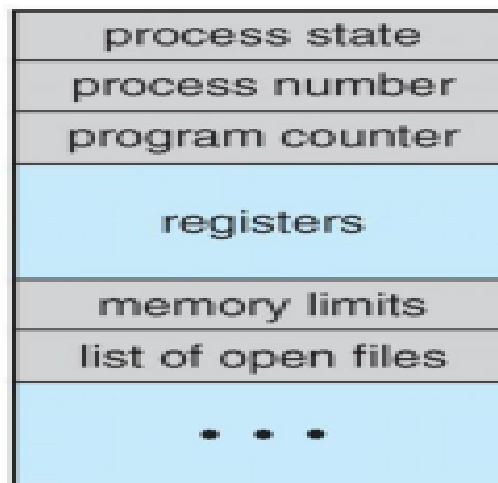 process state
process number
program counter
registers
memory limits
list of open files
• • •